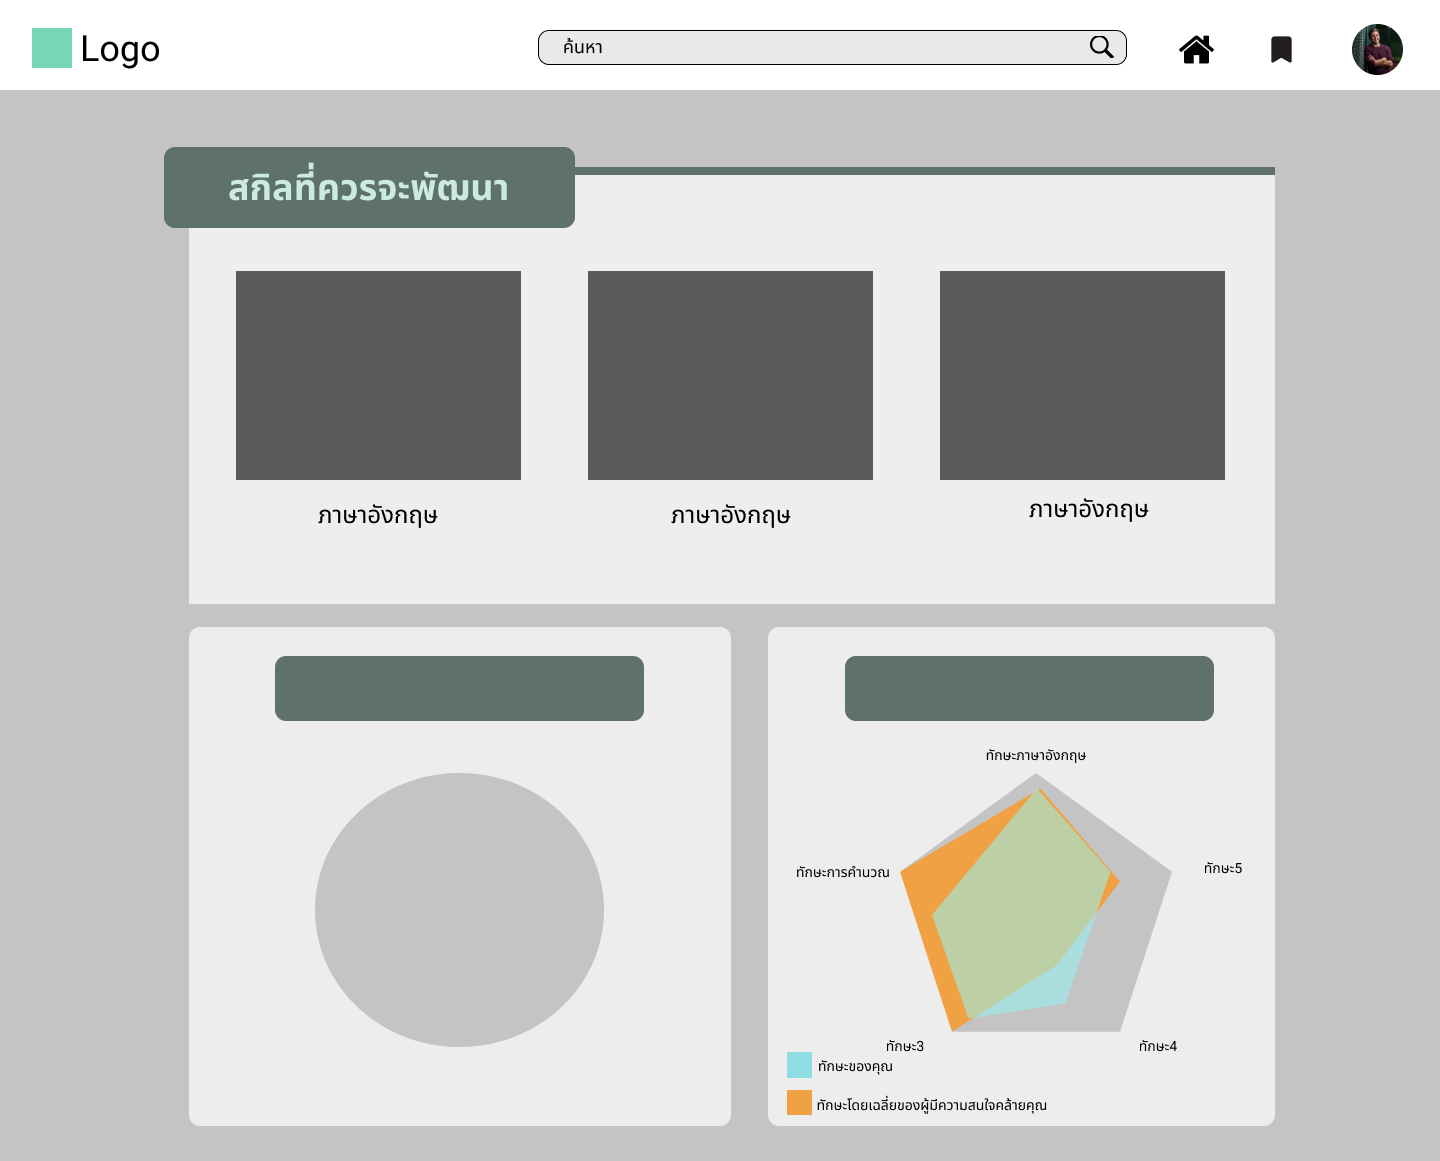 Logo
ค้นหา
สกิลที่ควรจะพัฒนา
ภาษาอังกฤษ
ภาษาอังกฤษ
ภาษาอังกฤษ
ทักษะภาษาอังกฤษ
ทักษะการคำนวณ
ทักษะ5
ทักษะ3
ทักษะ4
ทักษะของคุณ
ทักษะโดยเฉลี่ยของผู้มีความสนใจคล้ายคุณ